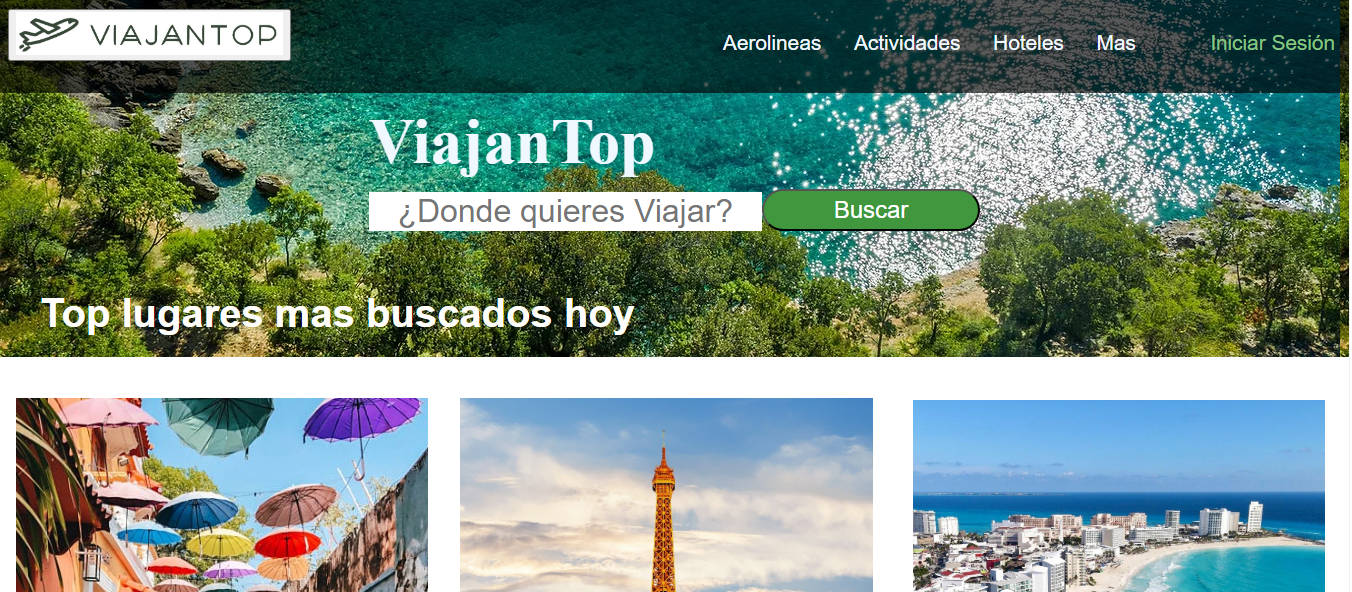 VIAJANTOP
Aerolineas Actividades Hoteles Mas Iniciar Sesión
ViajanTop
¿Donde quieres Viajar? Buscar
Top lugares mas buscados hoy